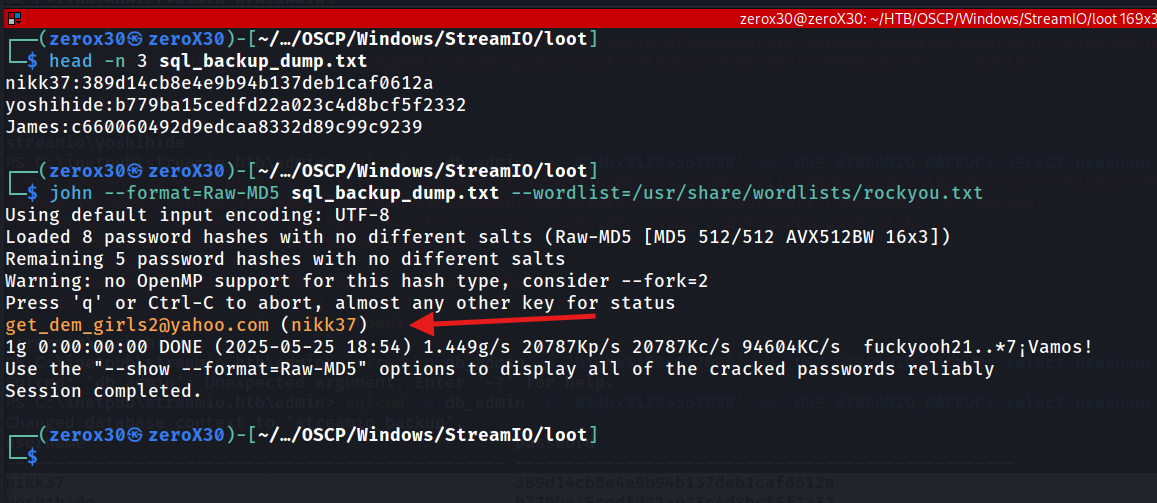 zerox30@zeroX30: ~/HTB/OSCP/Windows/StreamIO/loot 169x3
┌──(zerox30㉿zeroX30)-[~/…/OSCP/Windows/StreamIO/loot]
└─$ head -n 3 sql_backup_dump.txt
nikk37:389d14cb8e4e9b94b137deb1caf0612a
yoshihide:b779ba15cedfd22a023c4d8bcf5f2332
James:c660060492d9edcaa8332d89c99c9239
streamio\yoshihide
┌──(zerox30㉿zeroX30)-[~/…/OSCP/Windows/StreamIO/loot]
└─$ john --format=Raw-MD5 sql_backup_dump.txt --wordlist=/usr/share/wordlists/rockyou.txt
Using default input encoding: UTF-8
Loaded 8 password hashes with no different salts (Raw-MD5 [MD5 512/512 AVX512BW 16x3])
Remaining 5 password hashes with no different salts
Warning: no OpenMP support for this hash type, consider --fork=2
Press 'q' or Ctrl-C to abort, almost any other key for status
get_dem_girls2@yahoo.com (nikk37)
1g 0:00:00:00 DONE (2025-05-25 18:54) 1.449g/s 20787Kp/s 20787Kc/s 94604KC/s  fuckyooh21..*7¡Vamos!
Use the "--show --format=Raw-MD5" options to display all of the cracked passwords reliably
Session completed.
┌──(zerox30㉿zeroX30)-[~/…/OSCP/Windows/StreamIO/loot]
└─$
nikk37 389d14cb8e4e9b94b137deb1caf0612a
yoshihide b779ba15cedfd22a023c4d8bcf5f2332